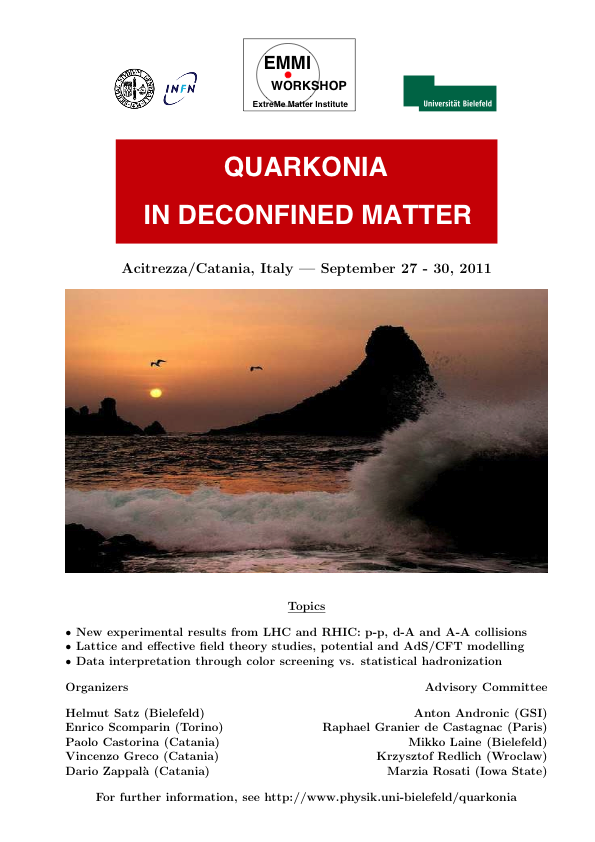 INFN
EMMI
WORKSHOP
ExtreMe Matter Institute
Universität Bielefeld
QUARKONIA
IN DECONFINED MATTER
Acitrezza/Catania, Italy — September 27 - 30, 2011
Topics
• New experimental results from LHC and RHIC: p-p, d-A and A-A collisions
• Lattice and effective field theory studies, potential and AdS/CFT modelling
• Data interpretation through color screening vs. statistical hadronization
Organizers
Helmut Satz (Bielefeld)
Enrico Scomparin (Torino)
Paolo Castorina (Catania)
Vincenzo Greco (Catania)
Dario Zappalà (Catania)
Advisory Committee
Anton Andronic (GSI)
Raphael Granier de Castagnac (Paris)
Mikko Laine (Bielefeld)
Krzysztof Redlich (Wroclaw)
Marzia Rosati (Iowa State)
For further information, see http://www.physik.uni-bielefeld/quarkonia